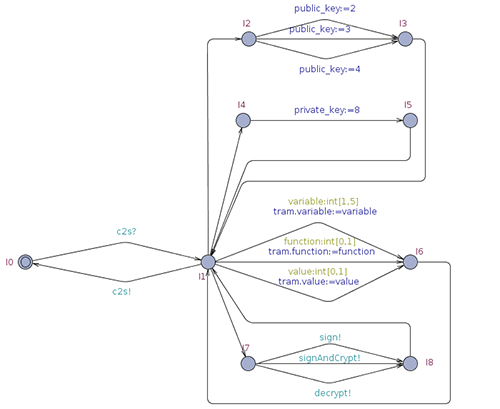 public_key:=2
l2
public_key:=3
l3
public_key:=4
l4
private_key:=8
l5
variable:int[1,5]
tram.variable:=variable
c2s?
function:int[0,1]
tram.function:=function
l0
l1
l6
value:int[0,1]
tram.value:=value
c2s!
sign!
l7
signAndCrypt!
l8
decrypt!